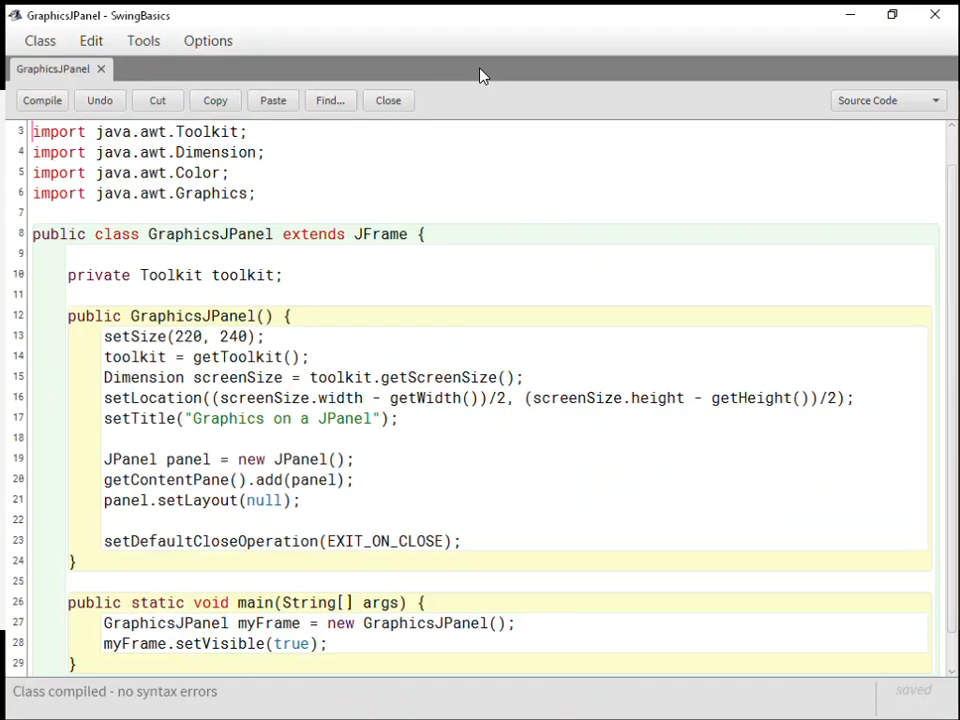 GraphicsJPanel - SwingBasics
Class Edit Tools Options
GraphicsJPanel
Compile Undo Cut Copy Paste Find... Close Source Code
3 import java.awt.Toolkit;
4 import java.awt.Dimension;
5 import java.awt.Color;
6 import java.awt.Graphics;
7
8 public class GraphicsJPanel extends JFrame {
9
10 private Toolkit toolkit;
11
12 public GraphicsJPanel() {
13 setSize(220, 240);
14 toolkit = getToolkit();
15 Dimension screenSize = toolkit.getScreenSize();
16 setLocation((screenSize.width - getWidth())/2, (screenSize.height - getHeight())/2);
17 setTitle("Graphics on a JPanel");
18
19 JPanel panel = new JPanel();
20 getContentPane().add(panel);
21 panel.setLayout(null);
22
23 setDefaultCloseOperation(EXIT_ON_CLOSE);
24 }
25
26 public static void main(String[] args) {
27 GraphicsJPanel myFrame = new GraphicsJPanel();
28 myFrame.setVisible(true);
29 }
Class compiled - no syntax errors
saved